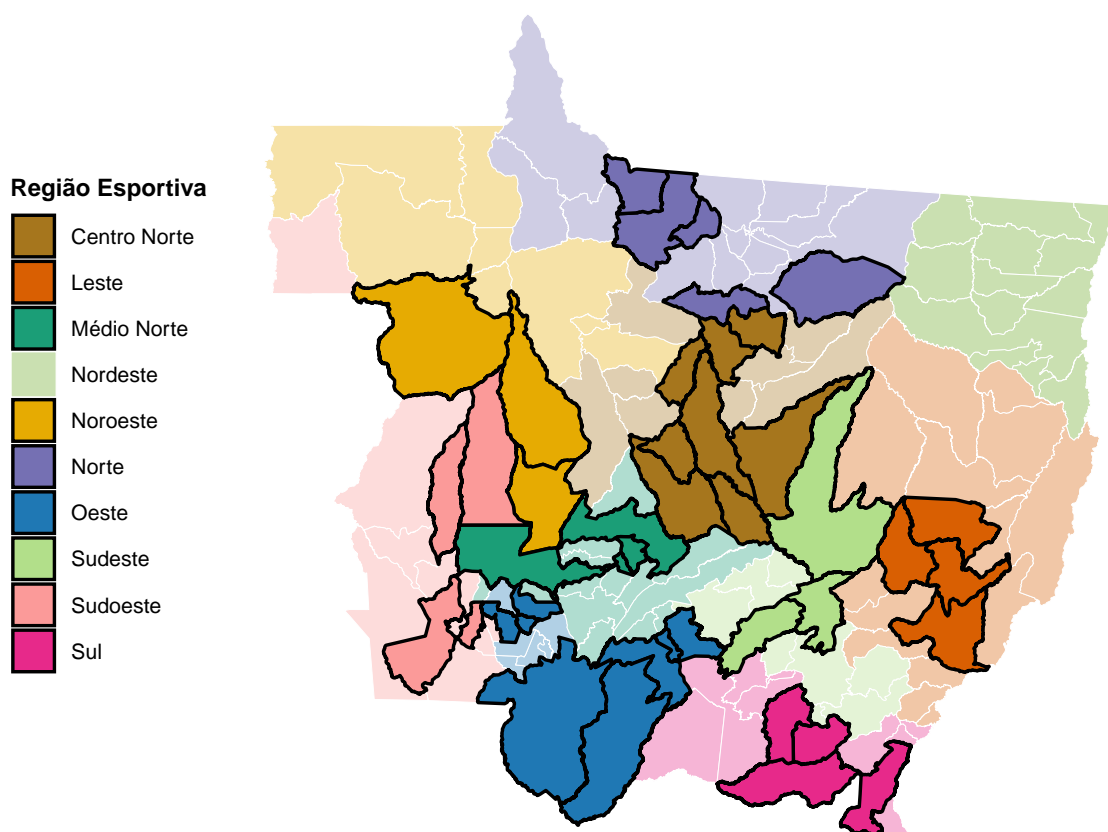 Região Esportiva
Centro Norte
Leste
Médio Norte
Nordeste
Noroeste
Norte
Oeste
Sudeste
Sudoeste
Sul